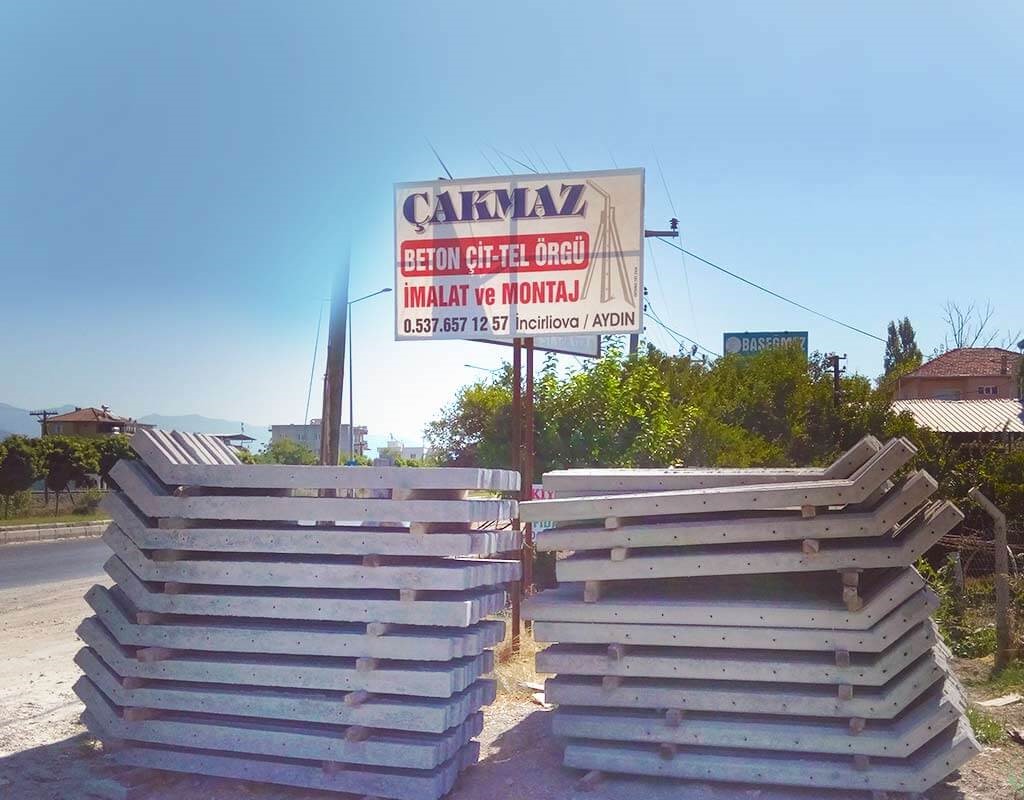 ÇAKMAZ
BETON ÇİT-TEL ÖRGÜ
İMALAT ve MONTAJ
0.537.657 12 57 İncirliova / AYDIN
BAŞEĞMEZ